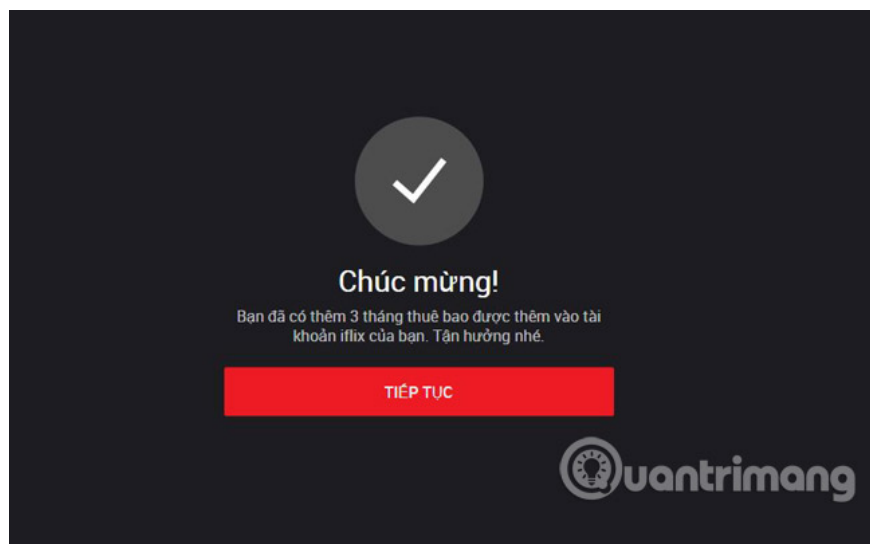 Chúc mừng!
Bạn đã có thêm 3 tháng thuê bao được thêm vào tài
khoản iflix của bạn. Tận hưởng nhé.
TIẾP TỤC
Quantrimang